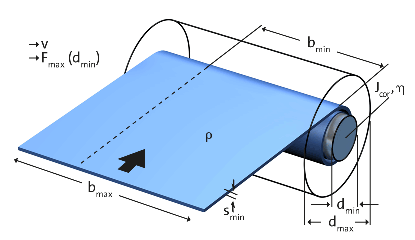 → v
→ F_max (d_min)
b_min
J_cor, η
ρ
b_max
s_min
d_min
d_max